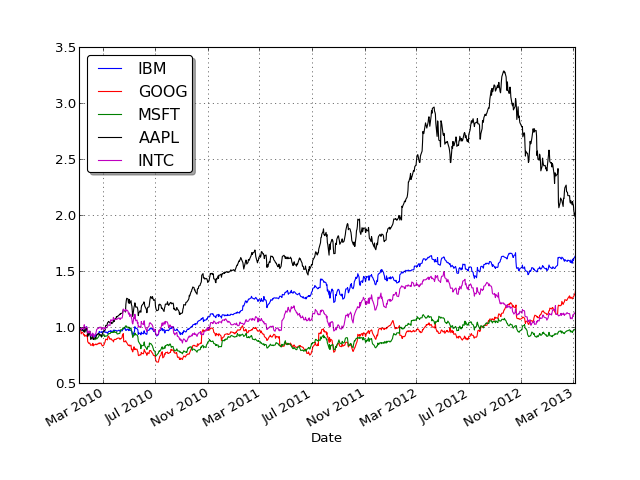 3.5
3.0
2.5
2.0
1.5
1.0
0.5
IBM
GOOG
MSFT
AAPL
INTC
Mar 2010
Jul 2010
Nov 2010
Mar 2011
Jul 2011
Nov 2011
Mar 2012
Jul 2012
Nov 2012
Mar 2013
Date